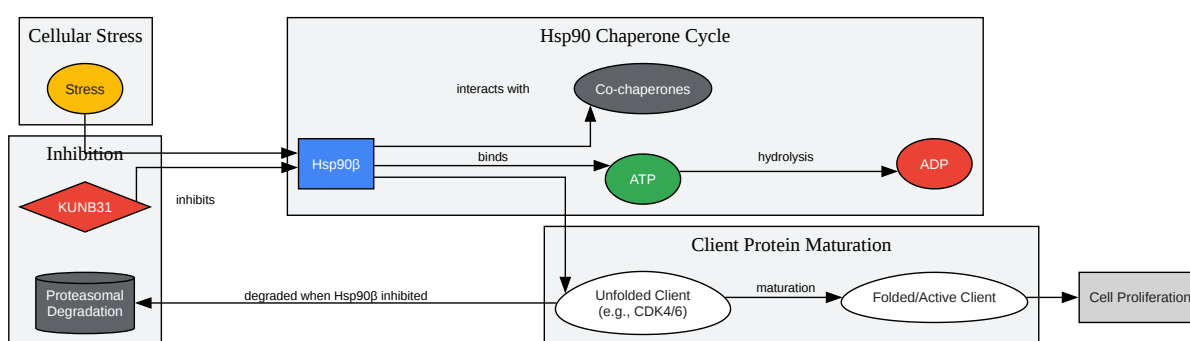 Cellular Stress
Stress
Inhibition
KUNB31
inhibits
Proteasomal
Degradation
Hsp90 Chaperone Cycle
interacts with
Co-chaperones
Hsp90β
binds
ATP
hydrolysis
ADP
Client Protein Maturation
degraded when Hsp90β inhibited
Unfolded Client
(e.g., CDK4/6)
maturation
Folded/Active Client
Cell Proliferation